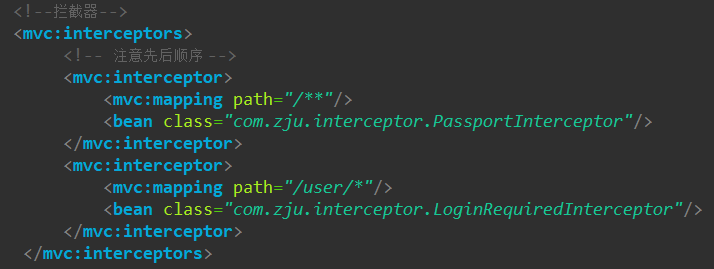 <!--拦截器-->
<mvc:interceptors>
<!-- 注意先后顺序 -->
<mvc:interceptor>
<mvc:mapping path="/**"/>
<bean class="com.zju.interceptor.PassportInterceptor"/>
</mvc:interceptor>
<mvc:interceptor>
<mvc:mapping path="/user/*"/>
<bean class="com.zju.interceptor.LoginRequiredInterceptor"/>
</mvc:interceptor>
</mvc:interceptors>